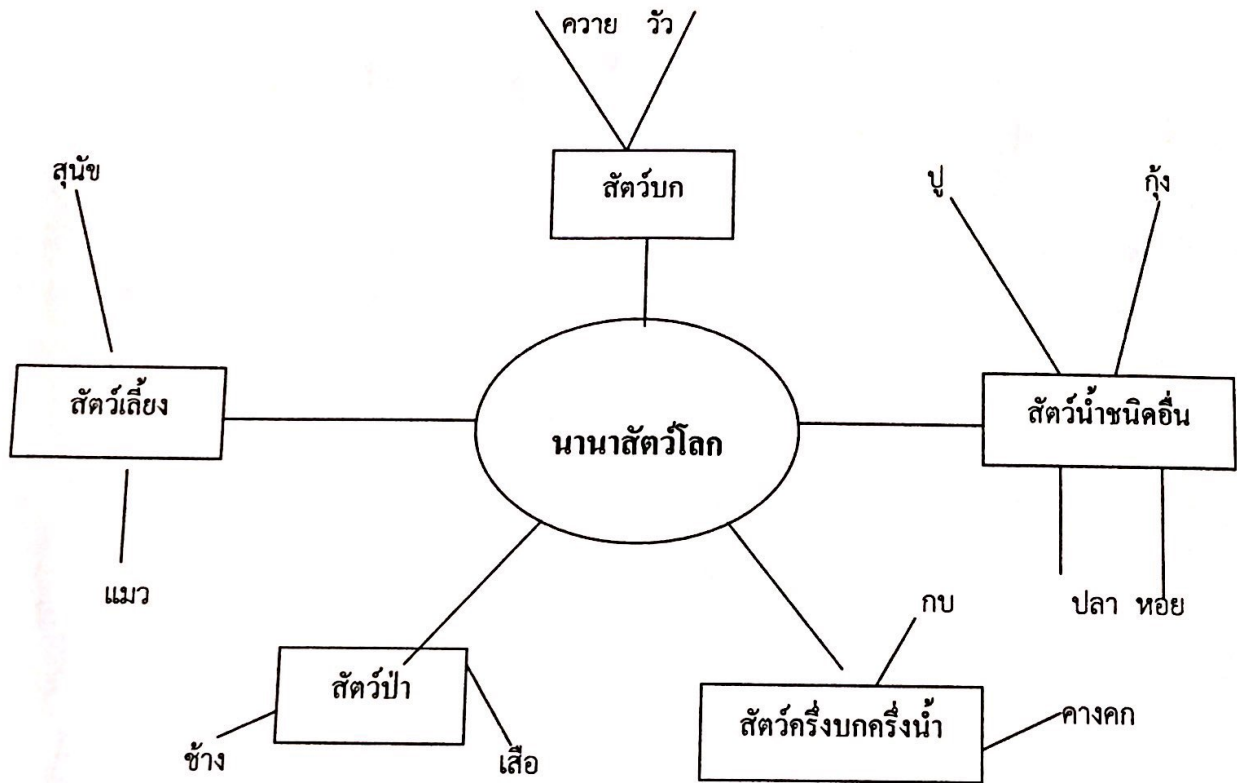 ควาย วัว
สัตว์บก
สุนัข
ปู
กุ้ง
สัตว์เลี้ยง
สัตว์น้ำชนิดอื่น
นานาสัตว์โลก
แมว
ปลา หอย
กบ
สัตว์ป่า
สัตว์ครึ่งบกครึ่งน้ำ
คางคก
ช้าง
เสือ